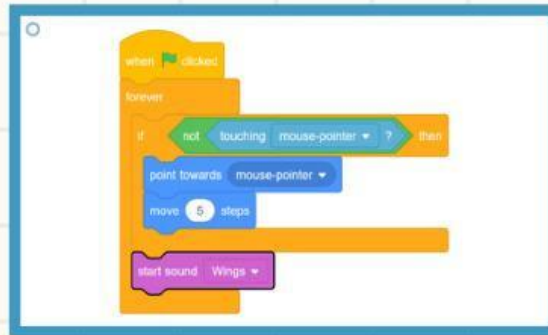 when clicked
forever
if not touching mouse-pointer ? then
point towards mouse-pointer
move 5 steps
start sound Wings